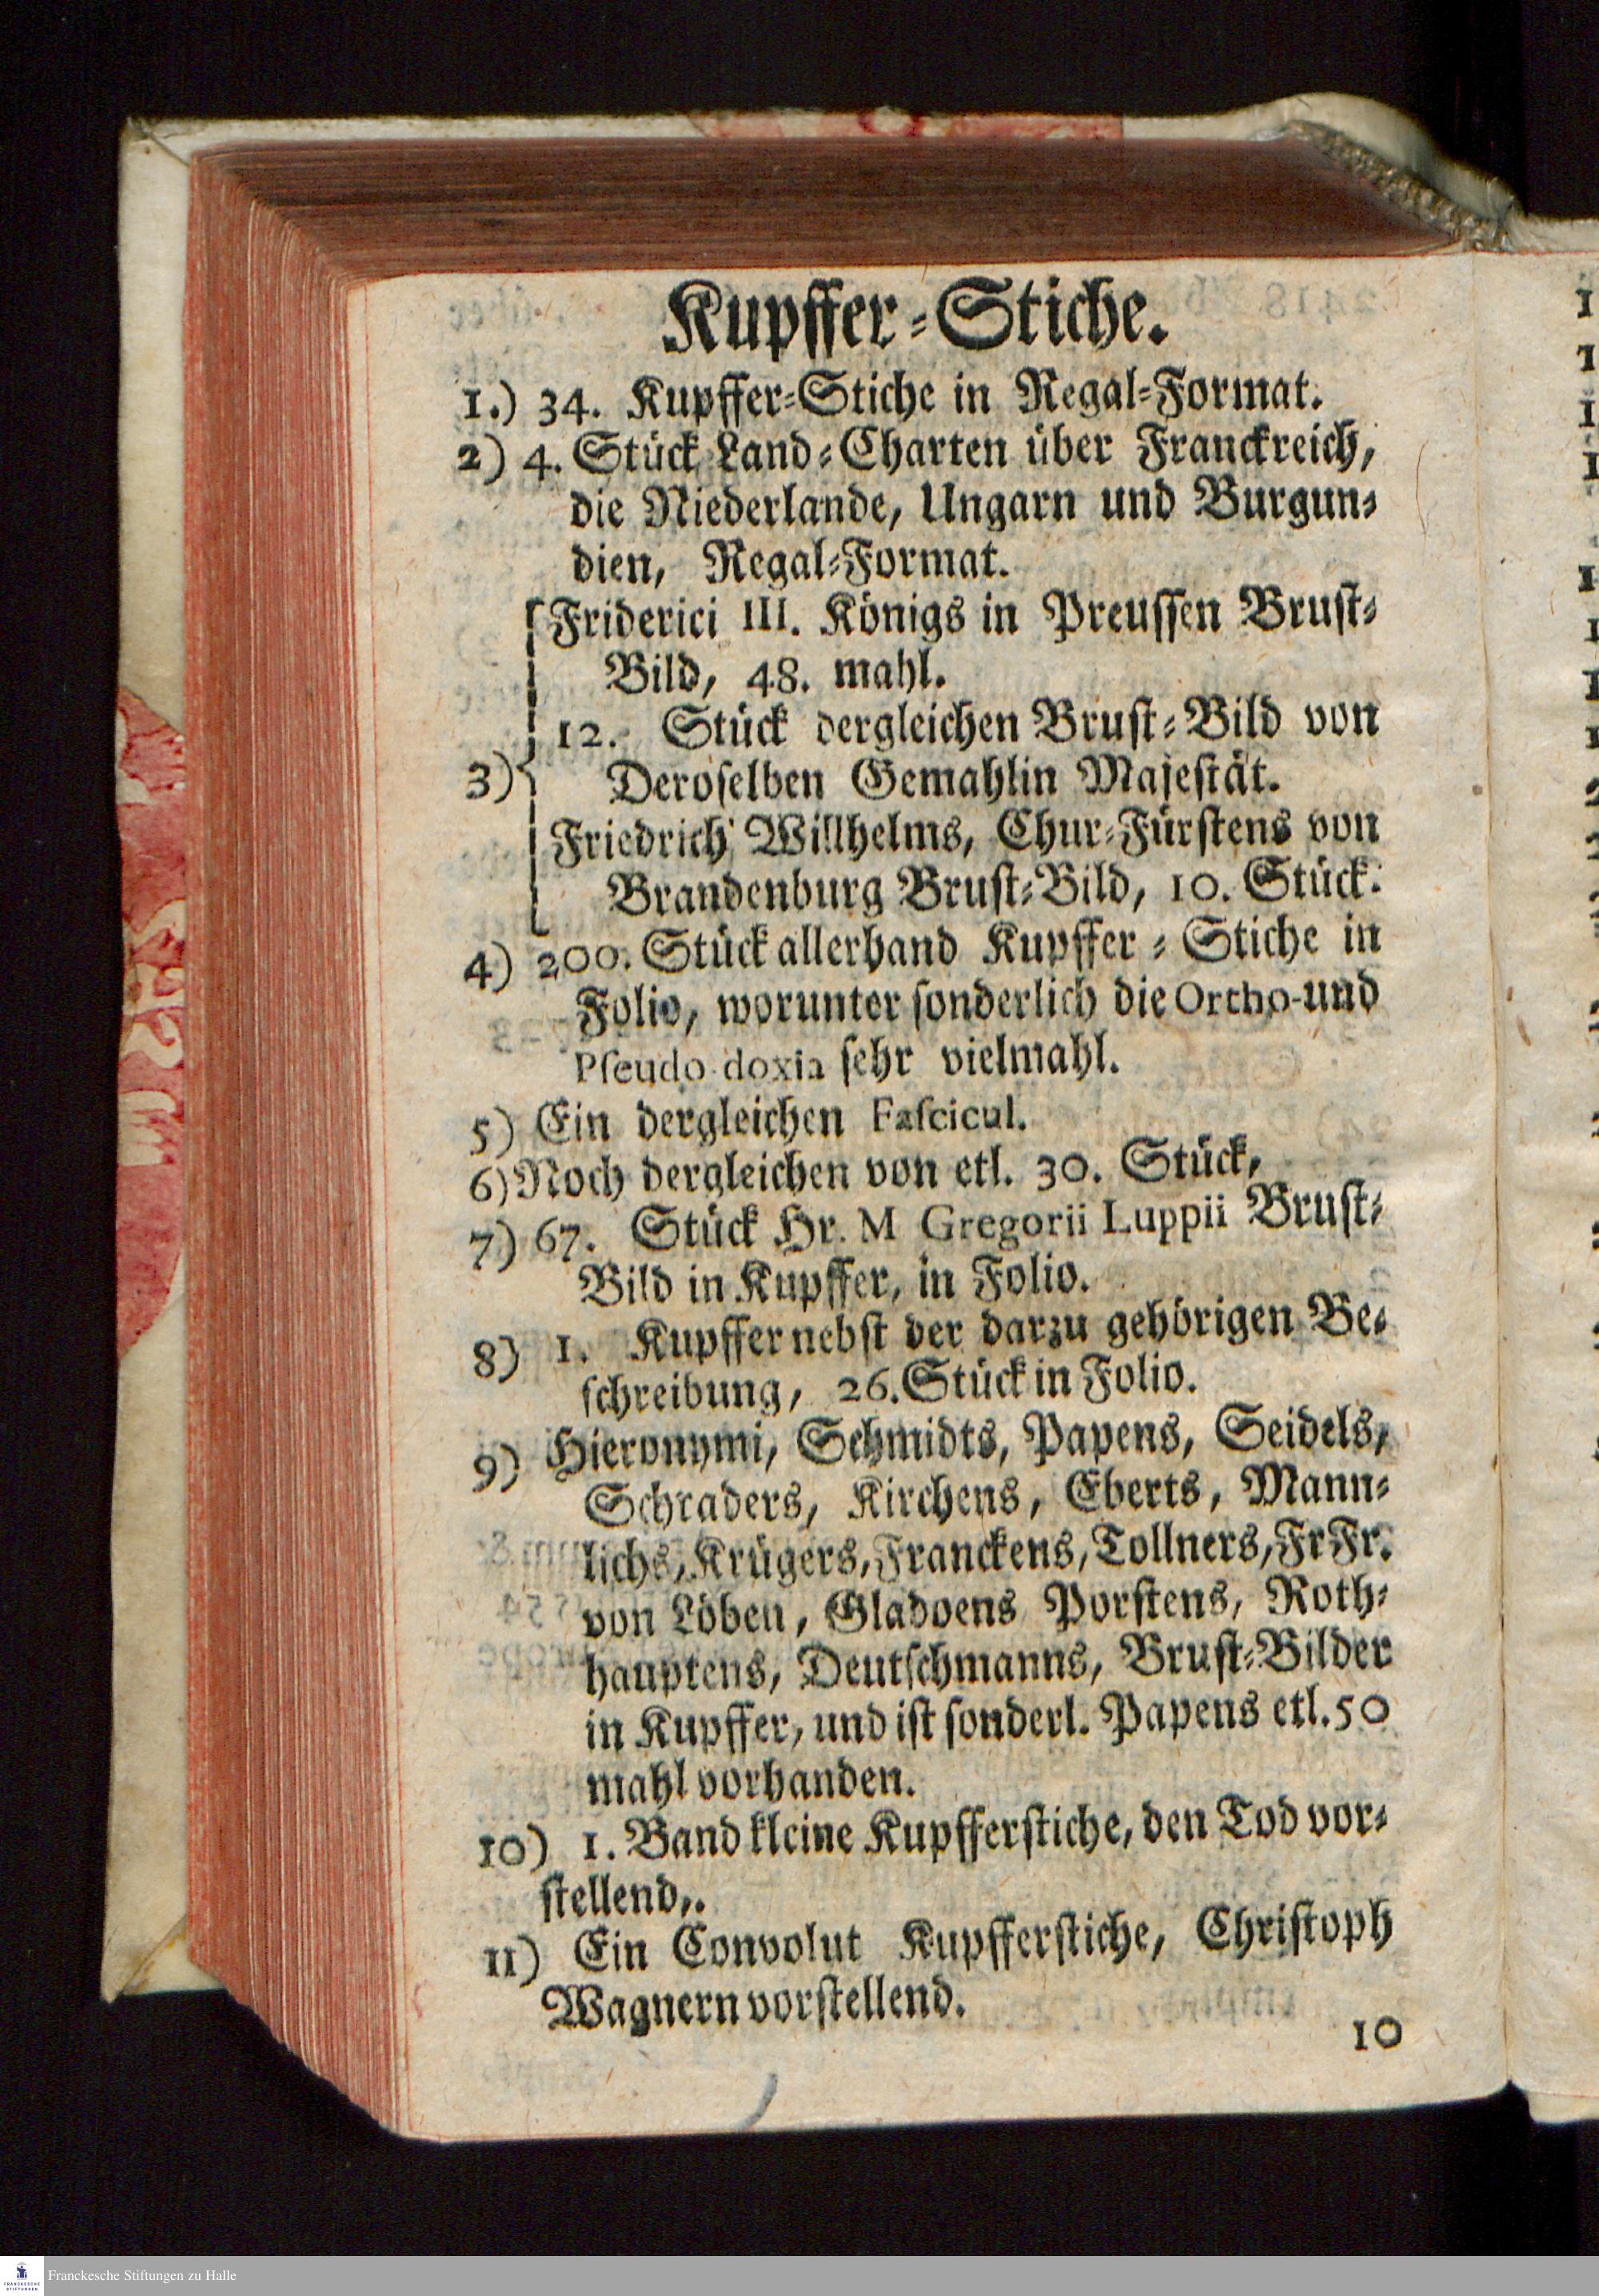 Kupffer-Stiche.
1.) 34. Kupffer-Stiche in Regal-Format.
2) 4. Stück Land-Charten über Franckreich,
die Niederlande, Ungarn und Burgun-
dien, Regal-Format.
Friderici III. Königs in Preussen Brust-
Bild, 48. mahl.
12. Stück dergleichen Brust-Bild von
3) Deroselben Gemahlin Majestät.
Friedrich Willhelms, Chur-Fürstens von
Brandenburg Brust-Bild, 10. Stück.
4) 200. Stück allerhand Kupffer-Stiche in
Folio, worunter sonderlich die Ortho-und
Pseudo-doxia sehr vielmahl.
5) Ein dergleichen Fascicul.
6) Noch dergleichen von etl. 30. Stück,
7) 67. Stück Hr. M Gregorii Luppii Brust-
Bild in Kupffer, in Folio.
8) 1. Kupffer nebst der darzu gehörigen Be-
schreibung, 26. Stück in Folio.
9) Hieronymi, Schmidts, Papens, Seidels,
Schraders, Kirchens, Eberts, Mann-
lichs, Krügers, Franckens, Tollners, Fr Fr.
von Löben, Gladoens Porstens, Roth-
hauptens, Deutschmanns, Brust-Bilder
in Kupffer, und ist sonderl. Papens etl. 50
mahl vorhanden.
10) 1. Band kleine Kupfferstiche, den Tod vor-
stellend,.
11) Ein Convolut Kupfferstiche, Christoph
Wagnern vorstellend.
10
Franckesche Stiftungen zu Halle